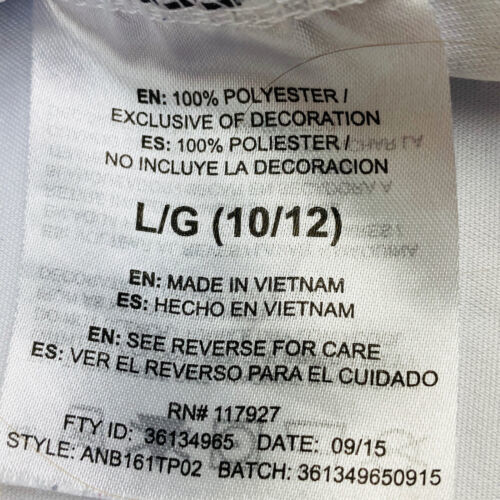 EN: 100% POLYESTER /
EXCLUSIVE OF DECORATION
ES: 100% POLIESTER /
NO INCLUYE LA DECORACION
L/G (10/12)
EN: MADE IN VIETNAM
ES: HECHO EN VIETNAM
EN: SEE REVERSE FOR CARE
ES: VER EL REVERSO PARA EL CUIDADO
RN# 117927
FTY ID: 36134965 DATE: 09/15
STYLE: ANB161TP02 BATCH: 361349650915